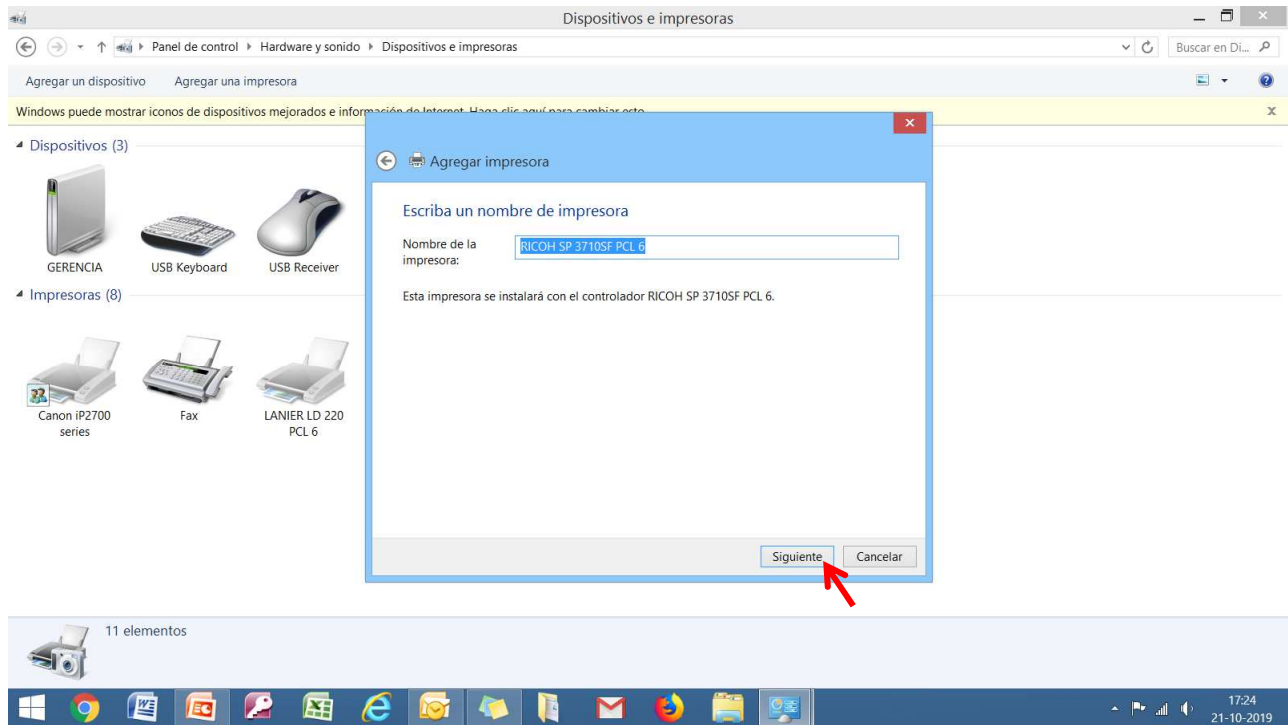 Dispositivos e impresoras
Panel de control Hardware y sonido Dispositivos e impresoras
Buscar en Di...
Agregar un dispositivo Agregar una impresora
Windows puede mostrar iconos de dispositivos mejorados e información de Internet. Haga clic aquí para cambiar esto...
Dispositivos (3)
GERENCIA
USB Keyboard
USB Receiver
Impresoras (8)
Canon iP2700
series
Fax
LANIER LD 220
PCL 6
Agregar impresora
Escriba un nombre de impresora
Nombre de la
impresora:
RICOH SP 3710SF PCL 6
Esta impresora se instalará con el controlador RICOH SP 3710SF PCL 6.
Siguiente
Cancelar
11 elementos
17:24
21-10-2019